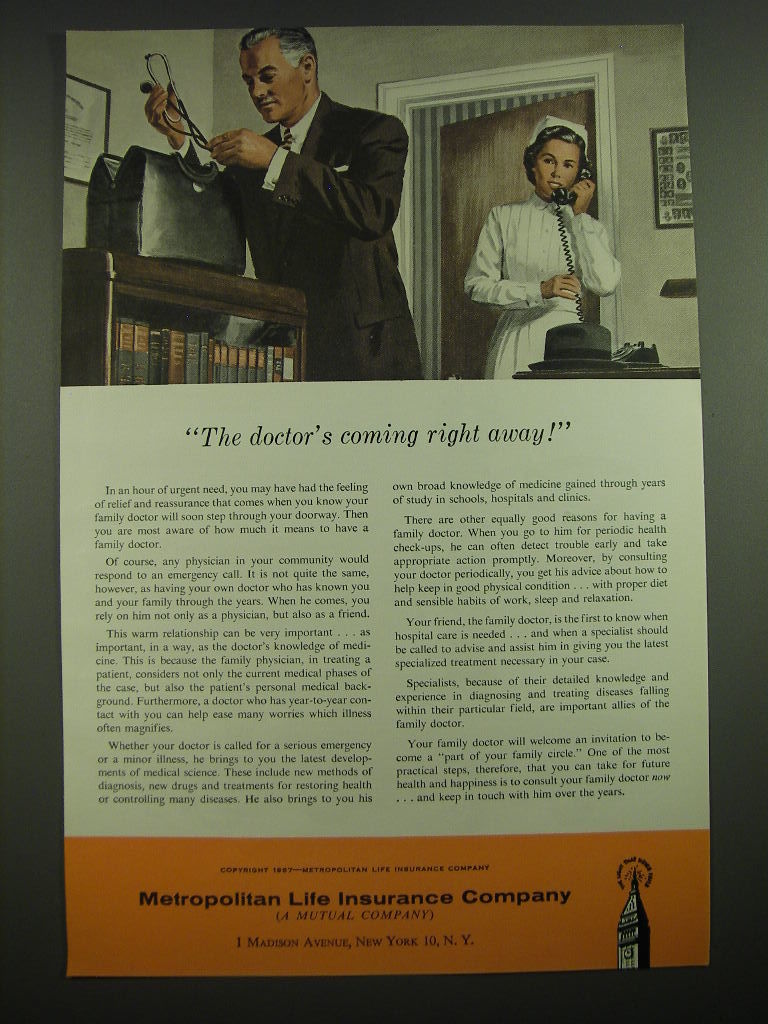 “The doctor’s coming right away!”
In an hour of urgent need, you may have had the feeling
of relief and reassurance that comes when you know your
family doctor will soon step through your doorway. Then
you are most aware of how much it means to have a
family doctor.
Of course, any physician in your community would
respond to an emergency call. It is not quite the same,
however, as having your own doctor who has known you
and your family through the years. When he comes, you
rely on him not only as a physician, but also as a friend.
This warm relationship can be very important . . . as
important, in a way, as the doctor’s knowledge of medi-
cine. This is because the family physician, in treating a
patient, considers not only the current medical phases of
the case, but also the patient’s personal medical back-
ground. Furthermore, a doctor who has year-to-year con-
tact with you can help ease many worries which illness
often magnifies.
Whether your doctor is called for a serious emergency
or a minor illness, he brings to you the latest develop-
ments of medical science. These include new methods of
diagnosis, new drugs and treatments for restoring health
or controlling many diseases. He also brings to you his
own broad knowledge of medicine gained through years
of study in schools, hospitals and clinics.
There are other equally good reasons for having a
family doctor. When you go to him for periodic health
check-ups, he can often detect trouble early and take
appropriate action promptly. Moreover, by consulting
your doctor periodically, you get his advice about how to
help keep in good physical condition . . . with proper diet
and sensible habits of work, sleep and relaxation.
Your friend, the family doctor, is the first to know when
hospital care is needed . . . and when a specialist should
be called to advise and assist him in giving you the latest
specialized treatment necessary in your case.
Specialists, because of their detailed knowledge and
experience in diagnosing and treating diseases falling
within their particular field, are important allies of the
family doctor.
Your family doctor will welcome an invitation to be-
come a “part of your family circle.” One of the most
practical steps, therefore, that you can take for future
health and happiness is to consult your family doctor now
. . . and keep in touch with him over the years.
COPYRIGHT 1957—METROPOLITAN LIFE INSURANCE COMPANY
Metropolitan Life Insurance Company
(A MUTUAL COMPANY)
1 MADISON AVENUE, NEW YORK 10, N. Y.